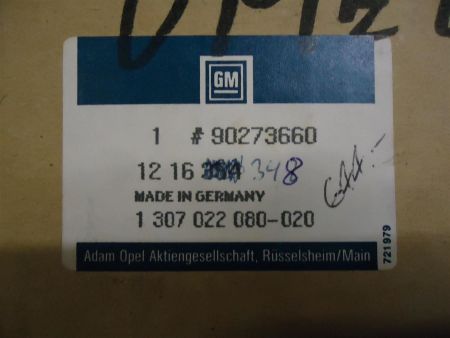 GM
1 # 90273660
12 16 348
MADE IN GERMANY
1 307 022 080-020
Adam Opel Aktiengesellschaft, Rüsselsheim/Main
721979